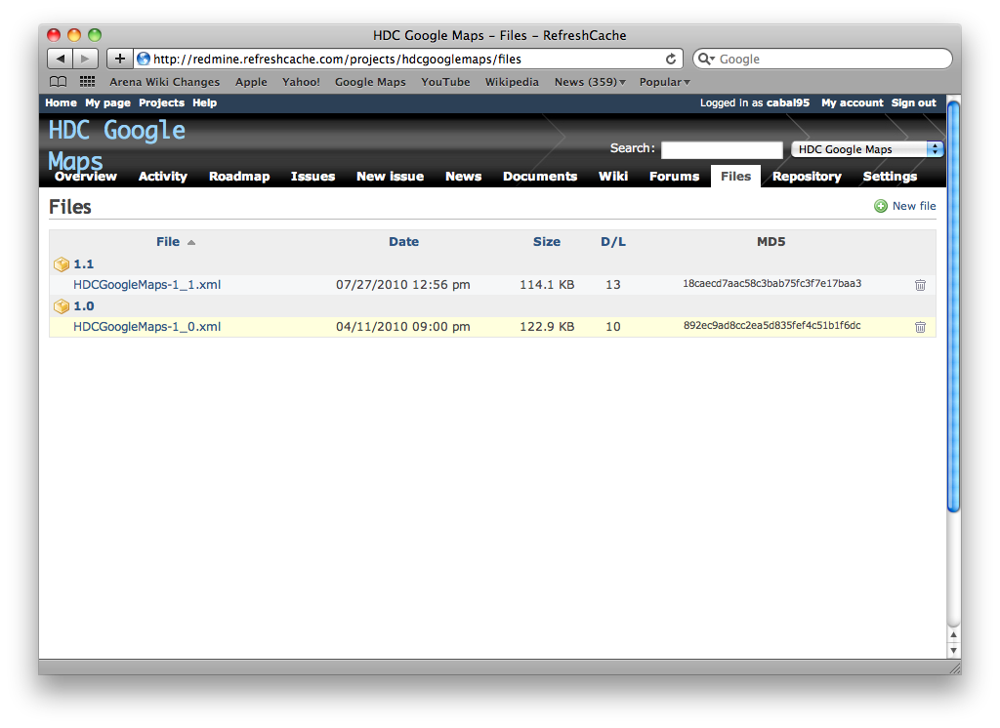 HDC Google Maps – Files – RefreshCache
http://redmine.refreshcache.com/projects/hdcgooglemaps/files
Google
Arena Wiki Changes Apple Yahoo! Google Maps YouTube Wikipedia News (359) Popular
Home My page Projects Help Logged in as cabal95 My account Sign out
HDC Google
Maps
Search: HDC Google Maps
Overview Activity Roadmap Issues New issue News Documents Wiki Forums Files Repository Settings
Files New file
File Date Size D/L MD5
1.1
HDCGoogleMaps-1_1.xml 07/27/2010 12:56 pm 114.1 KB 13 18caecd7aac58c3bab75fc3f7e17baa3
1.0
HDCGoogleMaps-1_0.xml 04/11/2010 09:00 pm 122.9 KB 10 892ec9ad8cc2ea5d835fef4c51b1f6dc